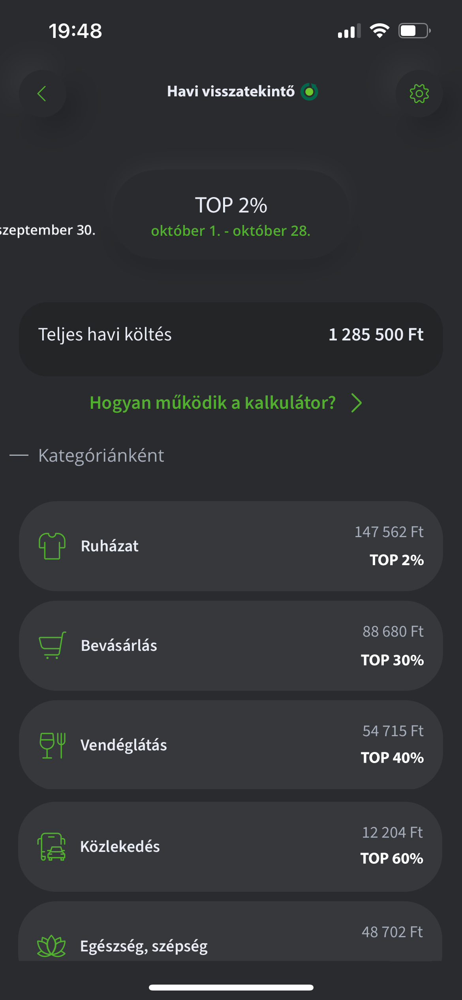 19:48
Havi visszatekintő
TOP 2%
szeptember 30.
október 1. - október 28.
Teljes havi költés
1 285 500 Ft
Hogyan működik a kalkulátor?
Kategóriánként
147 562 Ft
Ruházat
TOP 2%
88 680 Ft
Bevásárlás
TOP 30%
54 715 Ft
Vendéglátás
TOP 40%
12 204 Ft
Közlekedés
TOP 60%
48 702 Ft
Egészség, szépség